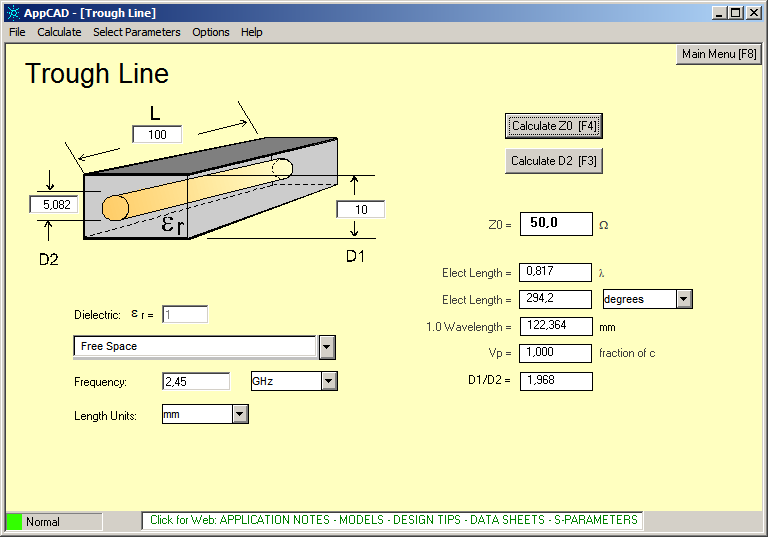 AppCAD - [Trough Line]
File Calculate Select Parameters Options Help
Main Menu [F8]
Trough Line
L
100
Calculate Z0 [F4]
Calculate D2 [F3]
5,082
10
εr
D2
D1
Z0 = 50,0 Ω
Elect Length = 0,817 λ
Elect Length = 294,2 degrees
1.0 Wavelength = 122,364 mm
Vp = 1,000 fraction of c
D1/D2 = 1,968
Dielectric: ε r = 1
Free Space
Frequency: 2,45 GHz
Length Units: mm
Normal
Click for Web: APPLICATION NOTES - MODELS - DESIGN TIPS - DATA SHEETS - S-PARAMETERS